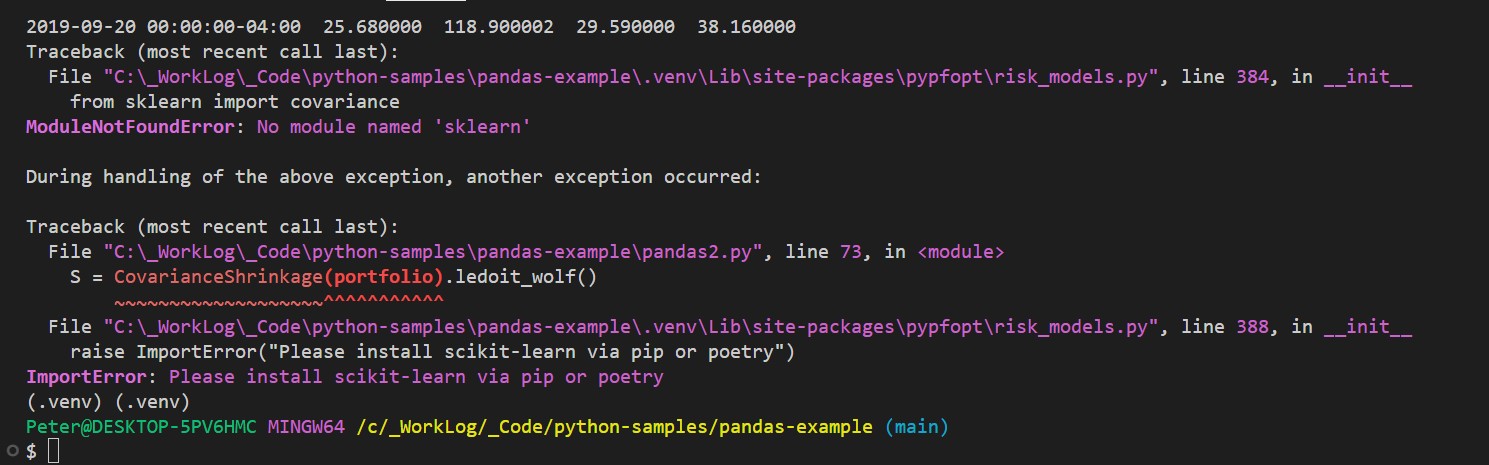 2019-09-20 00:00:00-04:00  25.680000  118.900002  29.590000  38.160000
Traceback (most recent call last):
  File "C:\_WorkLog\_Code\python-samples\pandas-example\.venv\Lib\site-packages\pypfopt\risk_models.py", line 384, in __init__
    from sklearn import covariance
ModuleNotFoundError: No module named 'sklearn'

During handling of the above exception, another exception occurred:

Traceback (most recent call last):
  File "C:\_WorkLog\_Code\python-samples\pandas-example\pandas2.py", line 73, in <module>
    S = CovarianceShrinkage(portfolio).ledoit_wolf()
        ~~~~~~~~~~~~~~~~~~~^^^^^^^^^^^
  File "C:\_WorkLog\_Code\python-samples\pandas-example\.venv\Lib\site-packages\pypfopt\risk_models.py", line 388, in __init__
    raise ImportError("Please install scikit-learn via pip or poetry")
ImportError: Please install scikit-learn via pip or poetry
(.venv) (.venv)
Peter@DESKTOP-5PV6HMC MINGW64 /c/_WorkLog/_Code/python-samples/pandas-example (main)
$